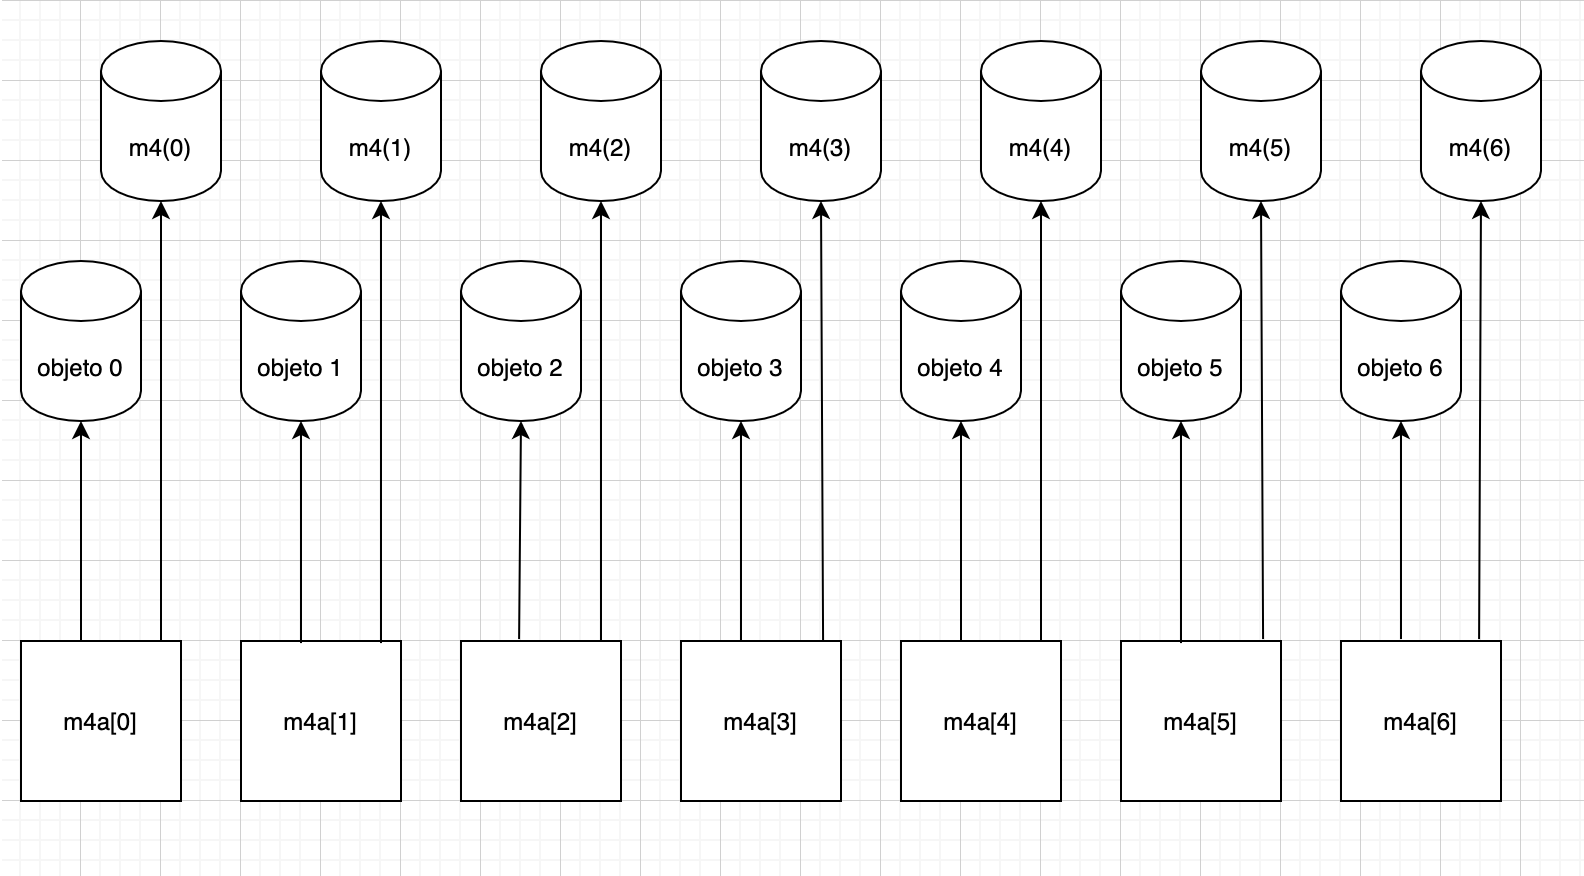 m4(0)
m4(1)
m4(2)
m4(3)
m4(4)
m4(5)
m4(6)
objeto 0
objeto 1
objeto 2
objeto 3
objeto 4
objeto 5
objeto 6
m4a[0]
m4a[1]
m4a[2]
m4a[3]
m4a[4]
m4a[5]
m4a[6]